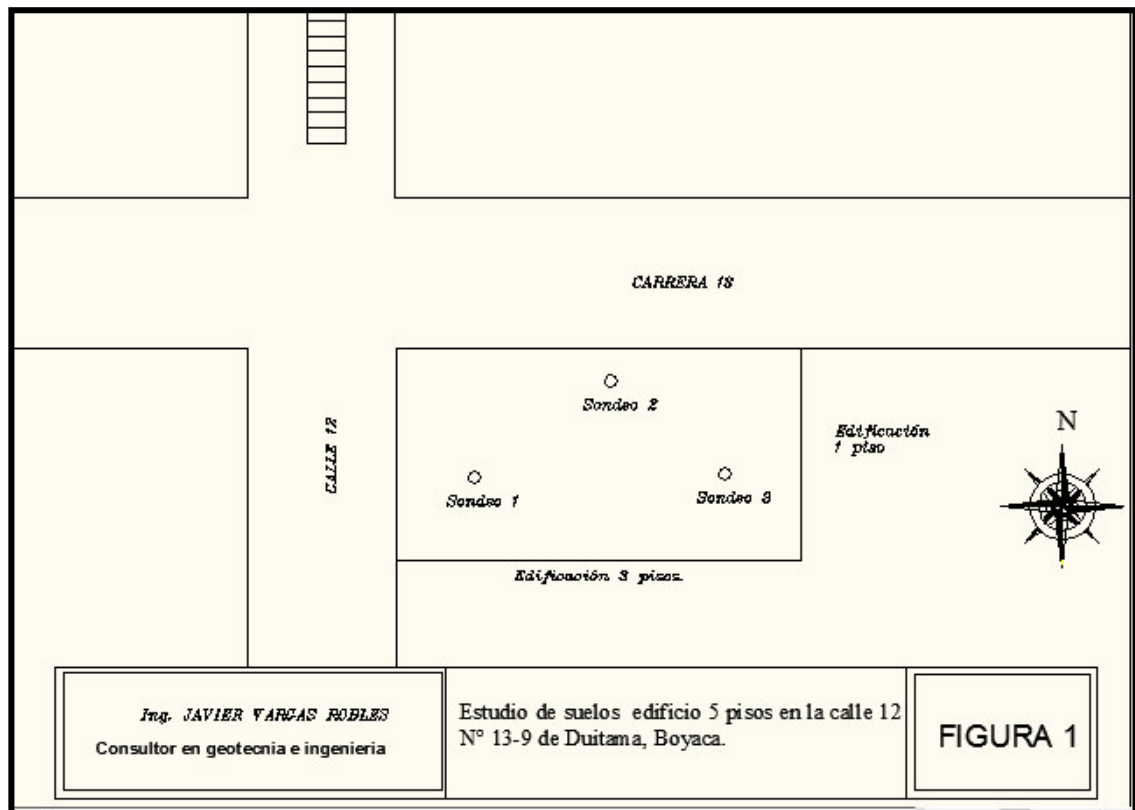 CARRERA 13
Sondeo 2
CALLE 12
Edificación
1 piso
N
Sondeo 1
Sondeo 3
Edificación 3 pisos.
Ing. JAVIER VARGAS ROBLES
Consultor en geotecnia e ingenieria
Estudio de suelos edificio 5 pisos en la calle 12
N° 13-9 de Duitama, Boyaca.
FIGURA 1